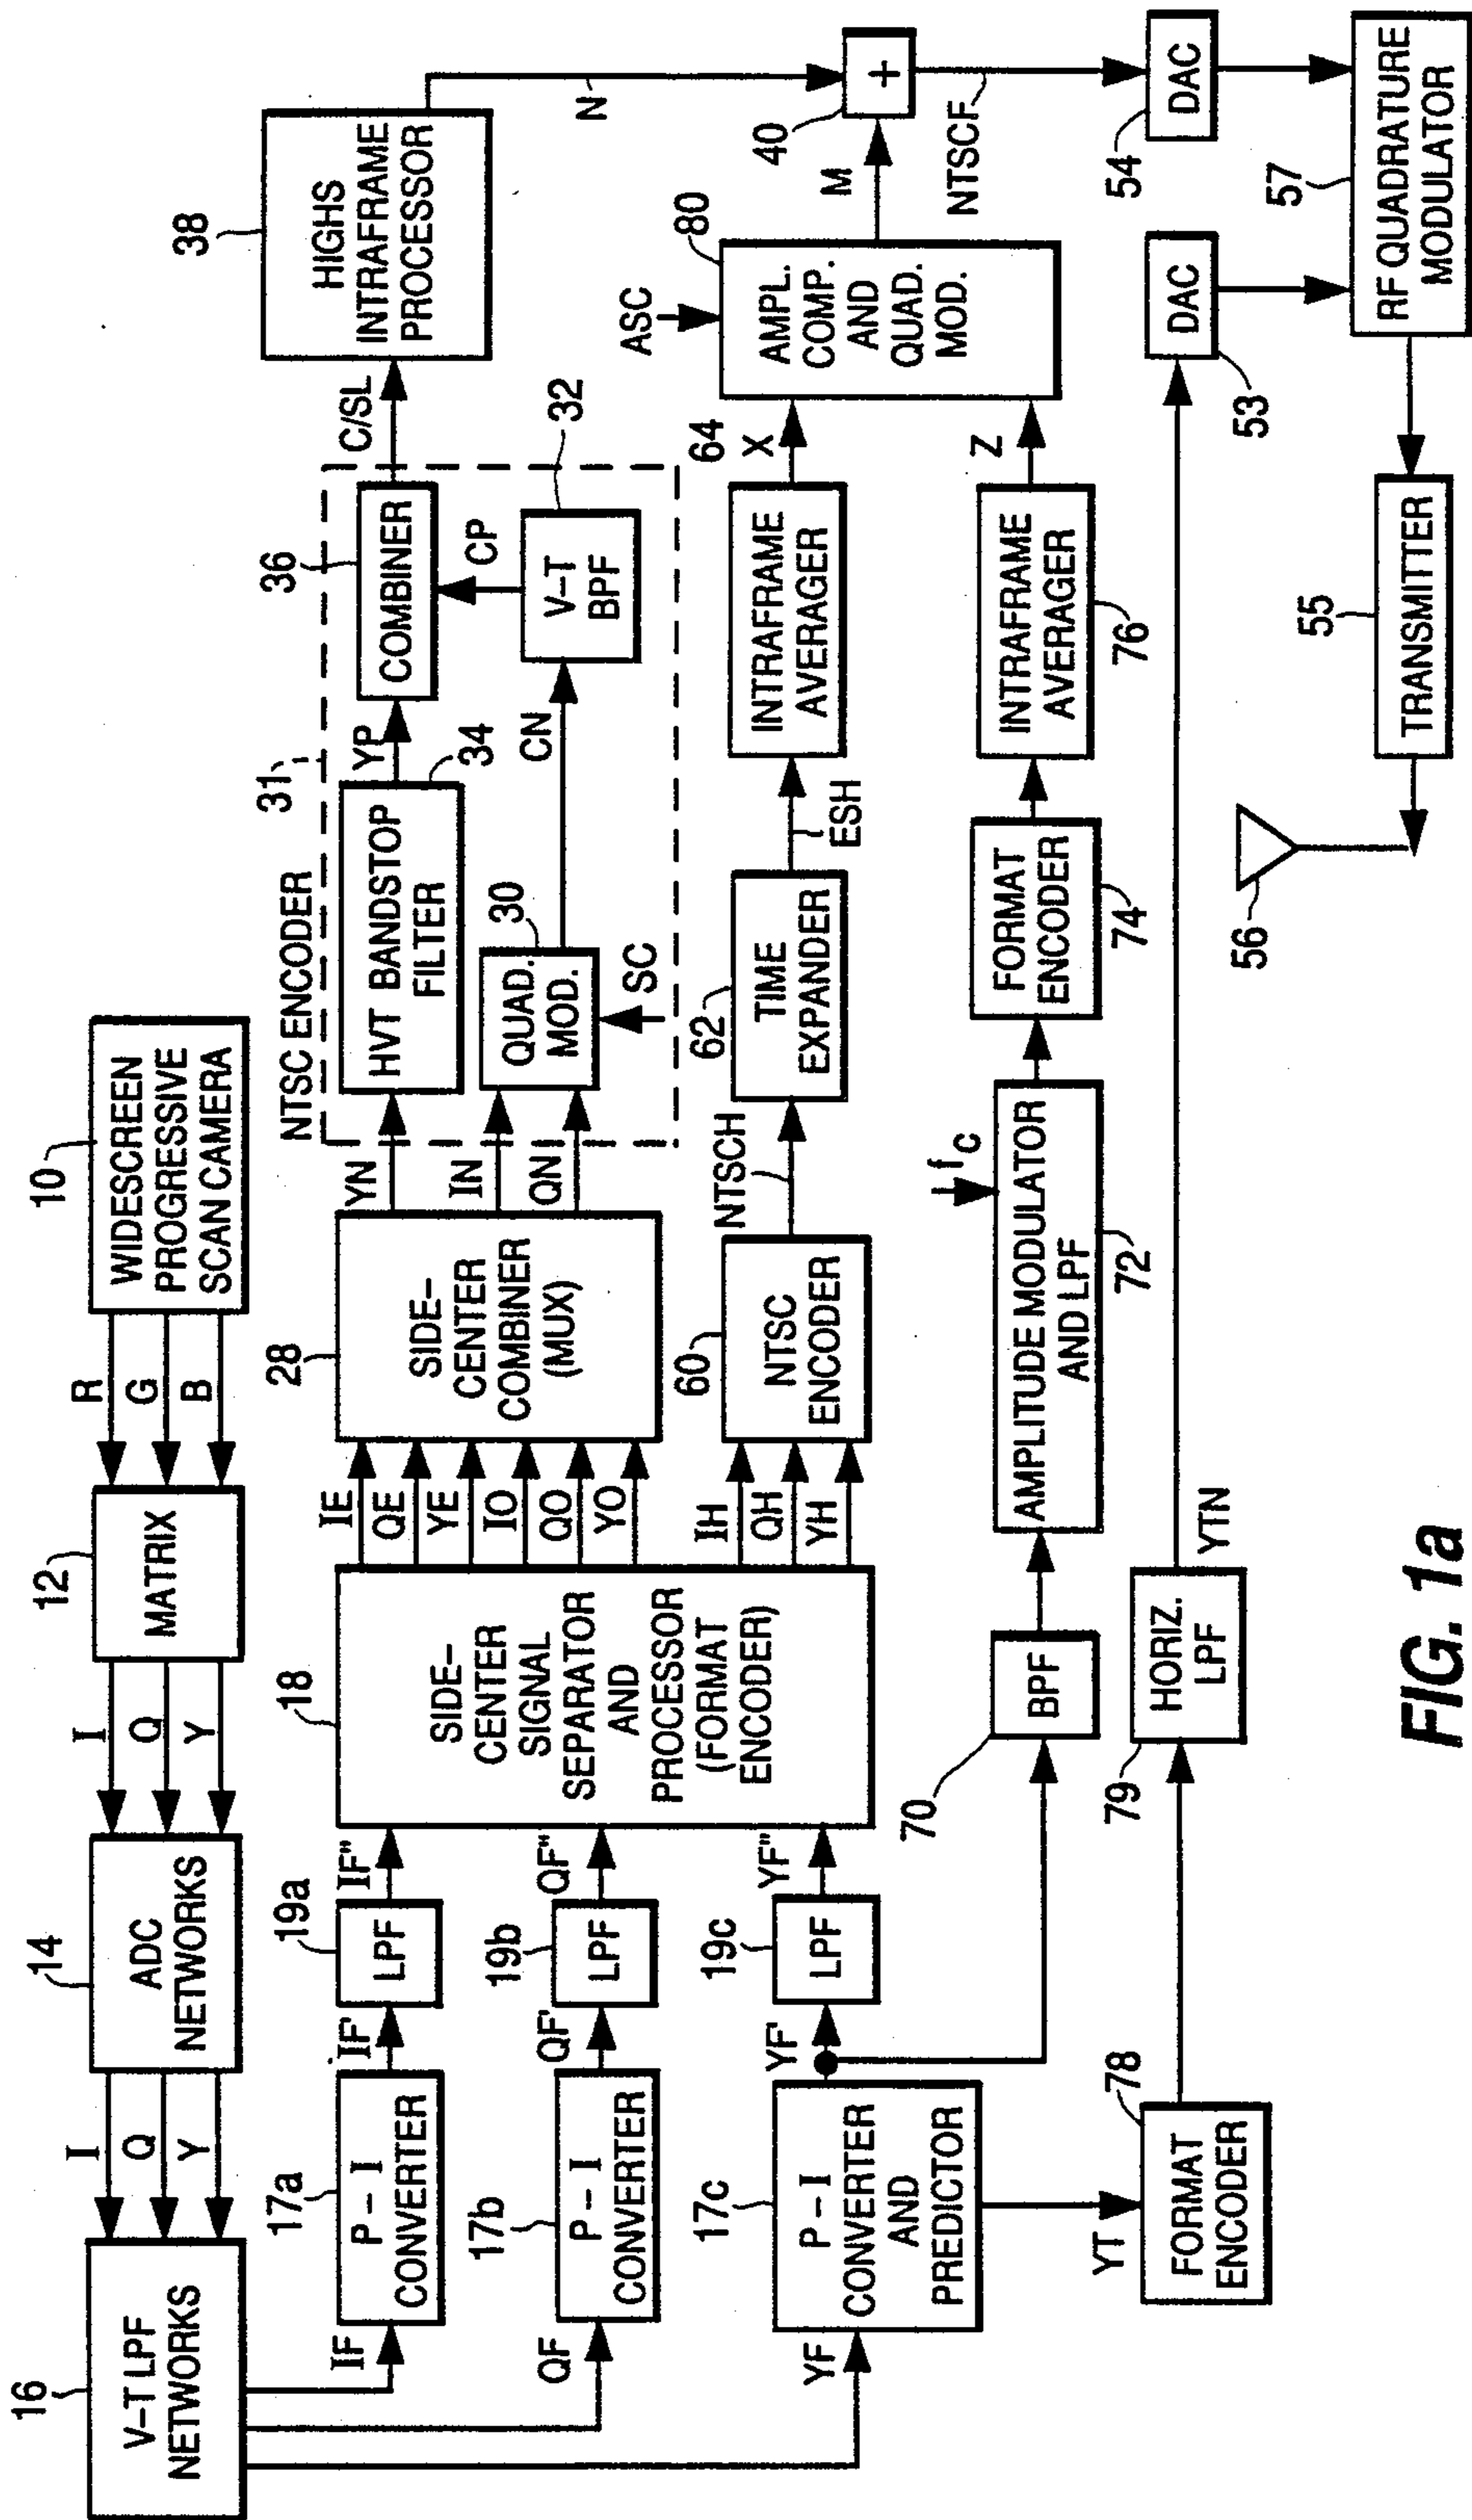 10
WIDESCREEN
PROGRESSIVE
SCAN CAMERA
R
G
B
12
MATRIX
I
Q
Y
14
ADC
NETWORKS
I
Q
Y
16
V-T LPF
NETWORKS
IF
QF
YF
17a
P-I
CONVERTER
IF'
19a
LPF
IF"
17b
P-I
CONVERTER
QF'
19b
LPF
QF"
17c
P-I
CONVERTER
AND
PREDICTOR
YF'
19c
LPF
YF"
18
SIDE-
CENTER
SIGNAL
SEPARATOR
AND
PROCESSOR
(FORMAT
ENCODER)
IE
QE
YE
IO
QO
YO
IH
QH
YH
28
SIDE-
CENTER
COMBINER
(MUX)
YN
IN
QN
NTSC ENCODER
31
HVT BANDSTOP
FILTER
34
YP
QUAD.
MOD.
30
SC
CN
36
COMBINER
CP
V-T
BPF
32
C/SL
38
HIGHS
INTRAFRAME
PROCESSOR
N
60
NTSC
ENCODER
NTSCH
62
TIME
EXPANDER
ESH
INTRAFRAME
AVERAGER
64
X
ASC
80
AMPL.
COMP.
AND
QUAD.
MOD.
M
40
+
NTSCF
70
BPF
fc
AMPLITUDE MODULATOR
AND LPF
72
FORMAT
ENCODER
74
INTRAFRAME
AVERAGER
76
Z
YT
78
FORMAT
ENCODER
79
HORIZ.
LPF
YTN
DAC
53
54
DAC
57
RF QUADRATURE
MODULATOR
55
TRANSMITTER
56
FIG. 1a